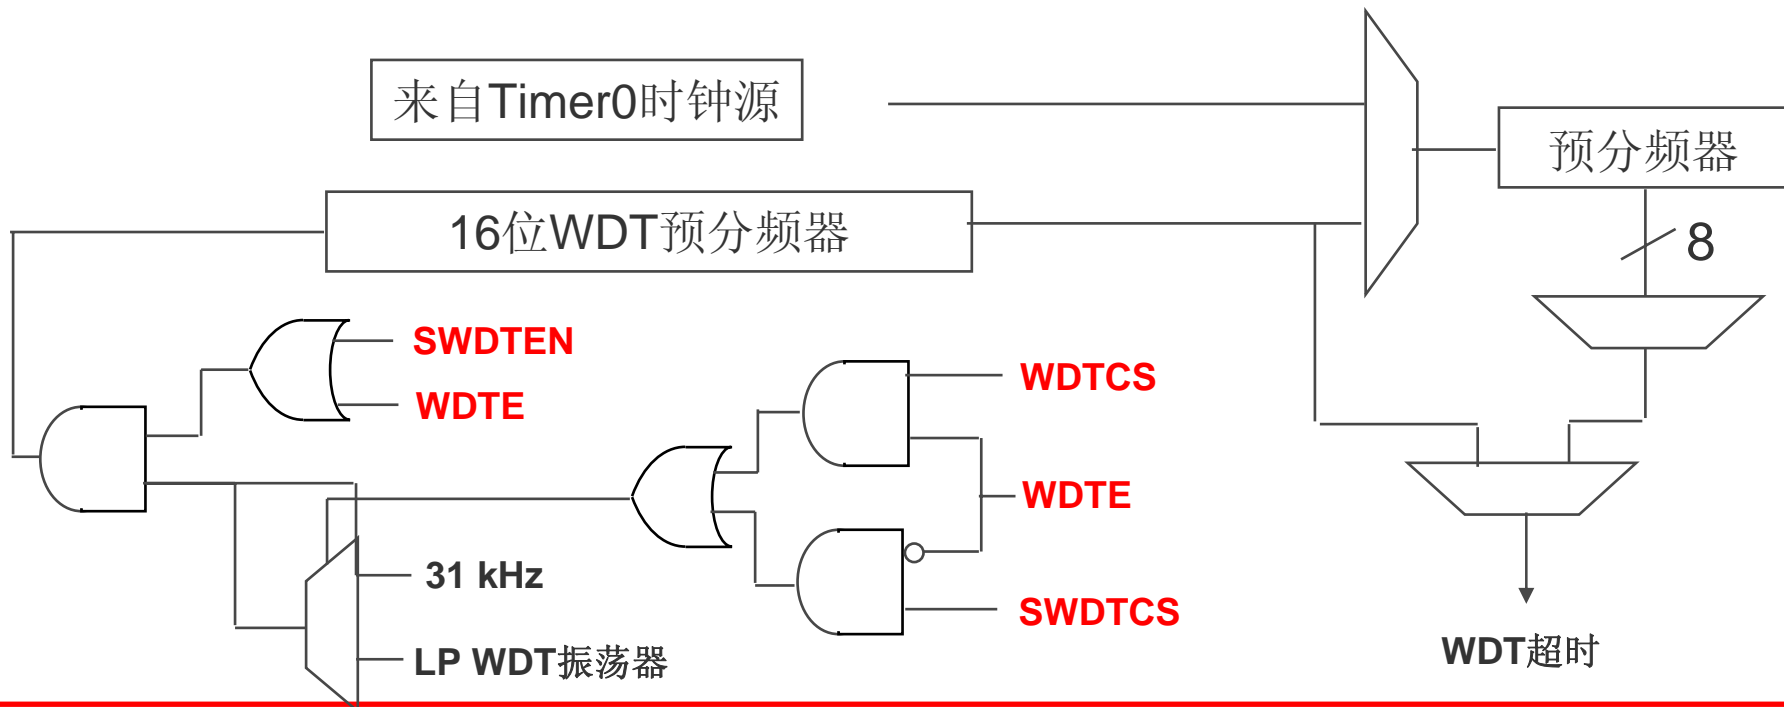 来自Timer0时钟源
预分频器
16位WDT预分频器
8
SWDTEN
WDTE
WDTCS
WDTE
31 kHz
SWDTCS
LP WDT振荡器
WDT超时